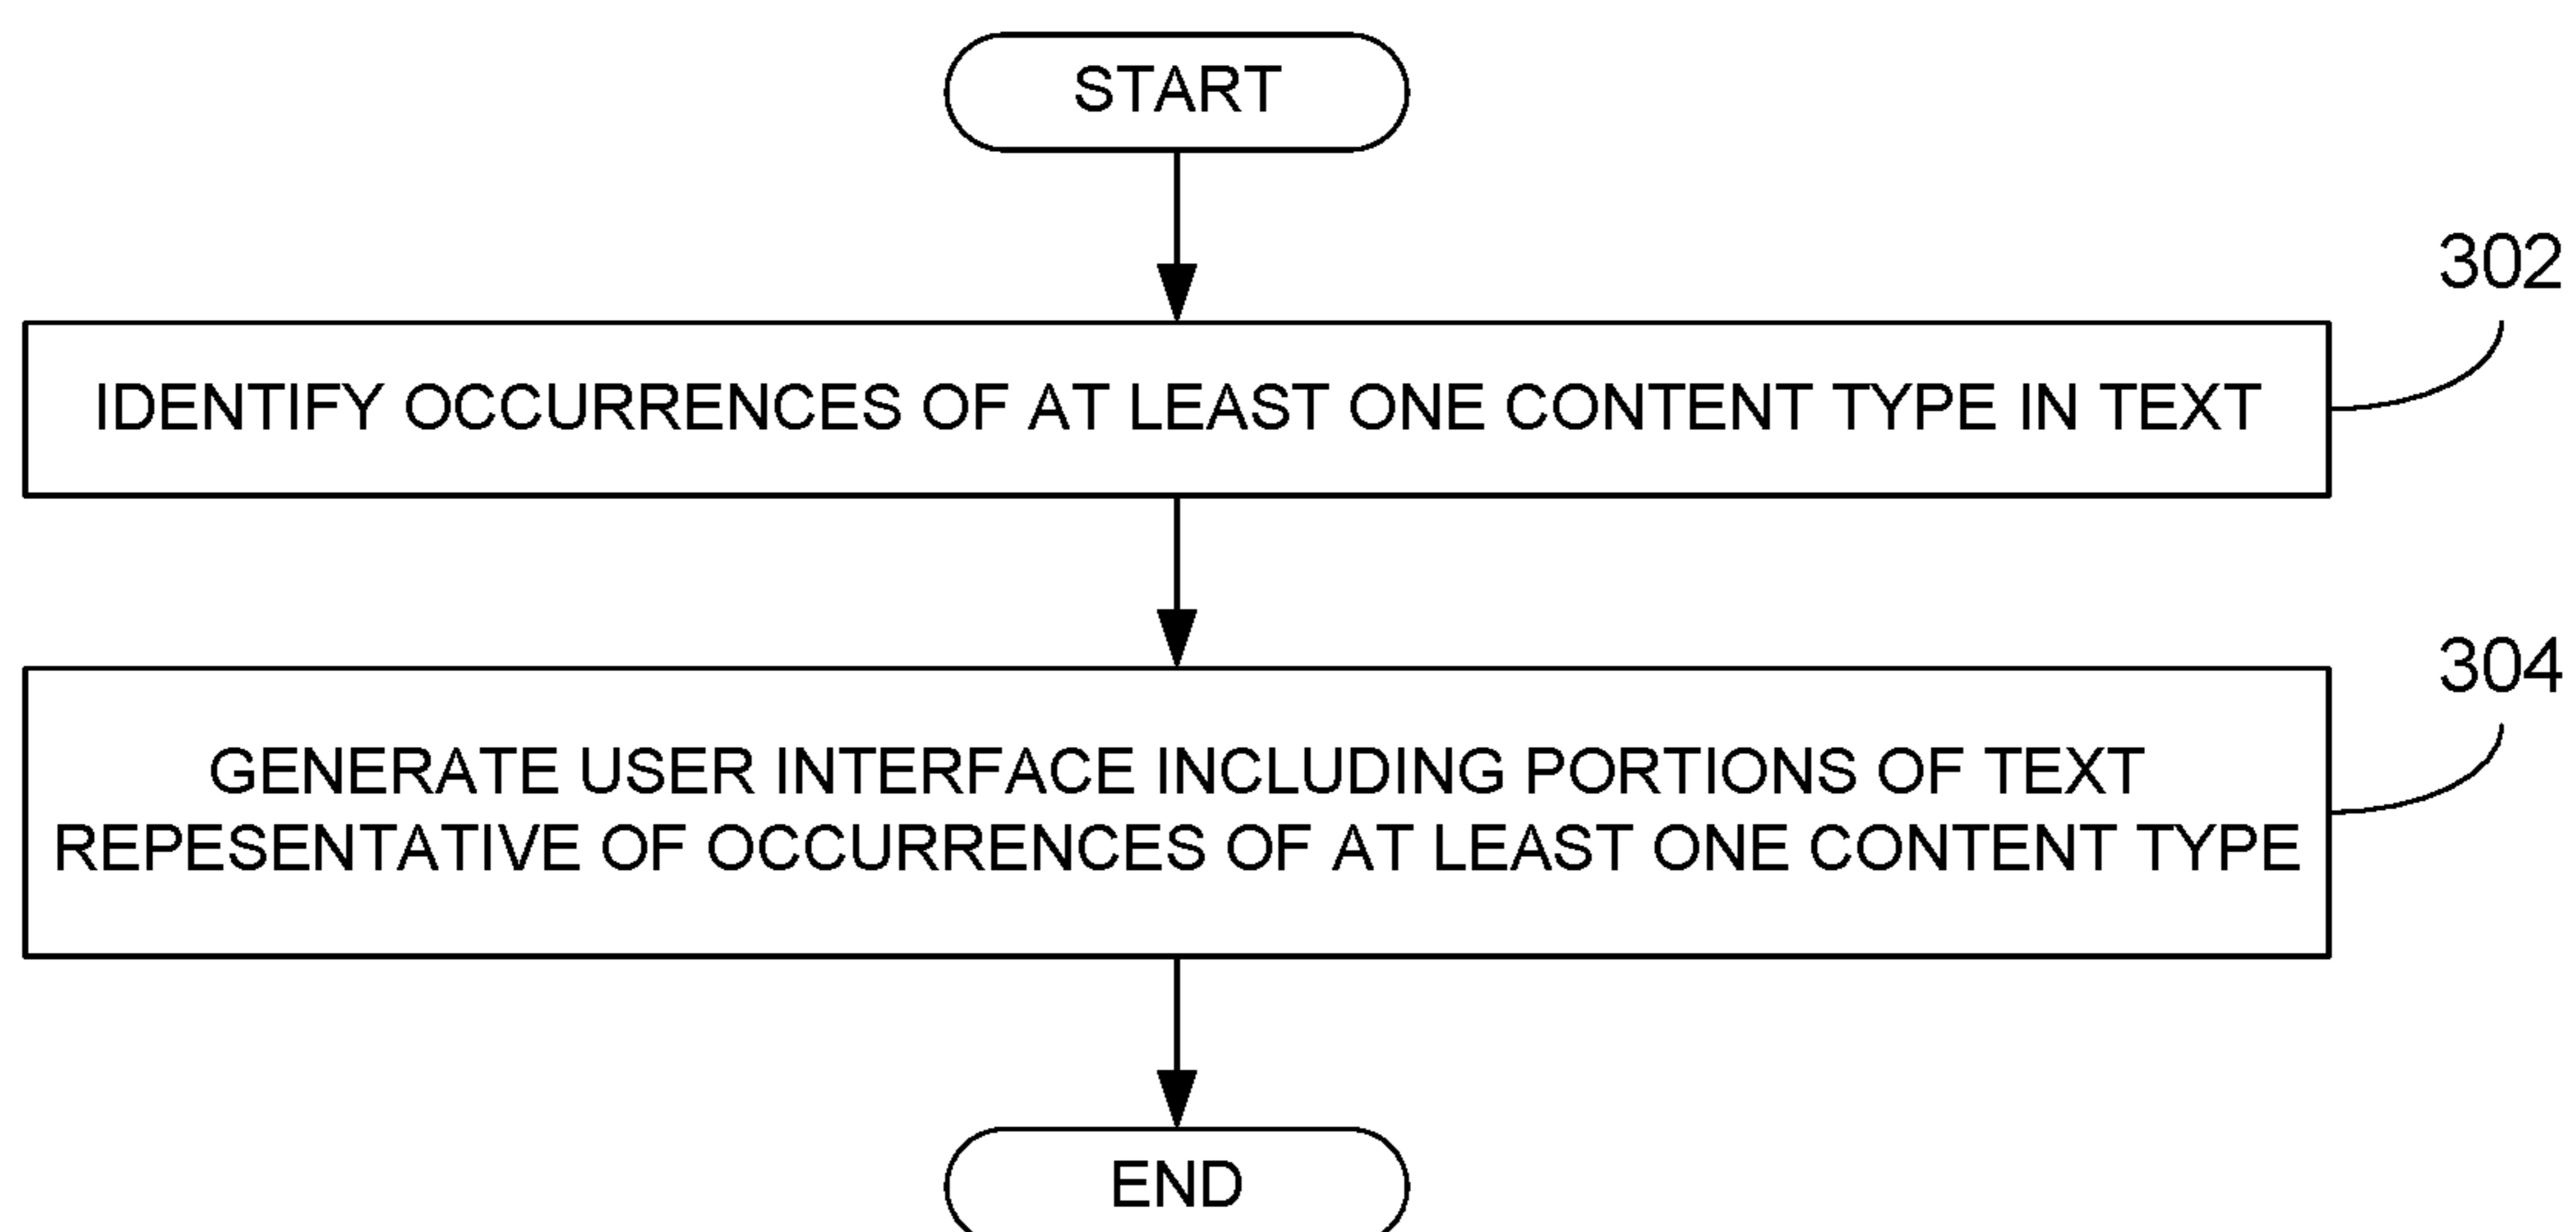 START
302
IDENTIFY OCCURRENCES OF AT LEAST ONE CONTENT TYPE IN TEXT
304
GENERATE USER INTERFACE INCLUDING PORTIONS OF TEXT
REPESENTATIVE OF OCCURRENCES OF AT LEAST ONE CONTENT TYPE
END